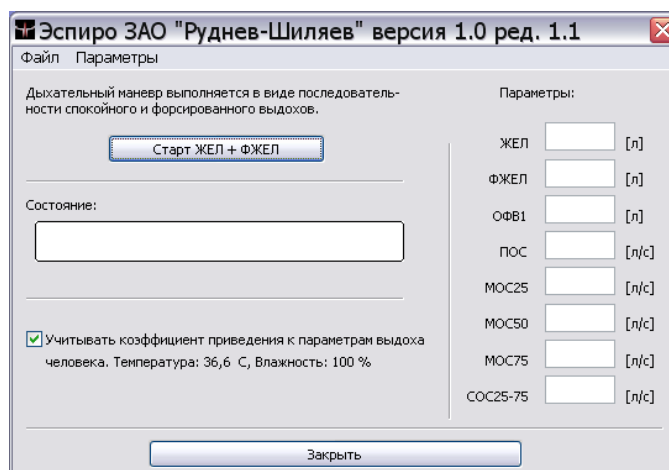 Эспиро ЗАО "Руднев-Шиляев" версия 1.0 ред. 1.1
Файл Параметры
Дыхательный маневр выполняется в виде последователь-
ности спокойного и форсированного выдохов.
Старт ЖЕЛ + ФЖЕЛ
Состояние:
Учитывать коэффициент приведения к параметрам выдоха
человека. Температура: 36,6 С, Влажность: 100 %
Параметры:
ЖЕЛ [л]
ФЖЕЛ [л]
ОФВ1 [л]
ПОС [л/с]
МОС25 [л/с]
МОС50 [л/с]
МОС75 [л/с]
СОС25-75 [л/с]
Закрыть